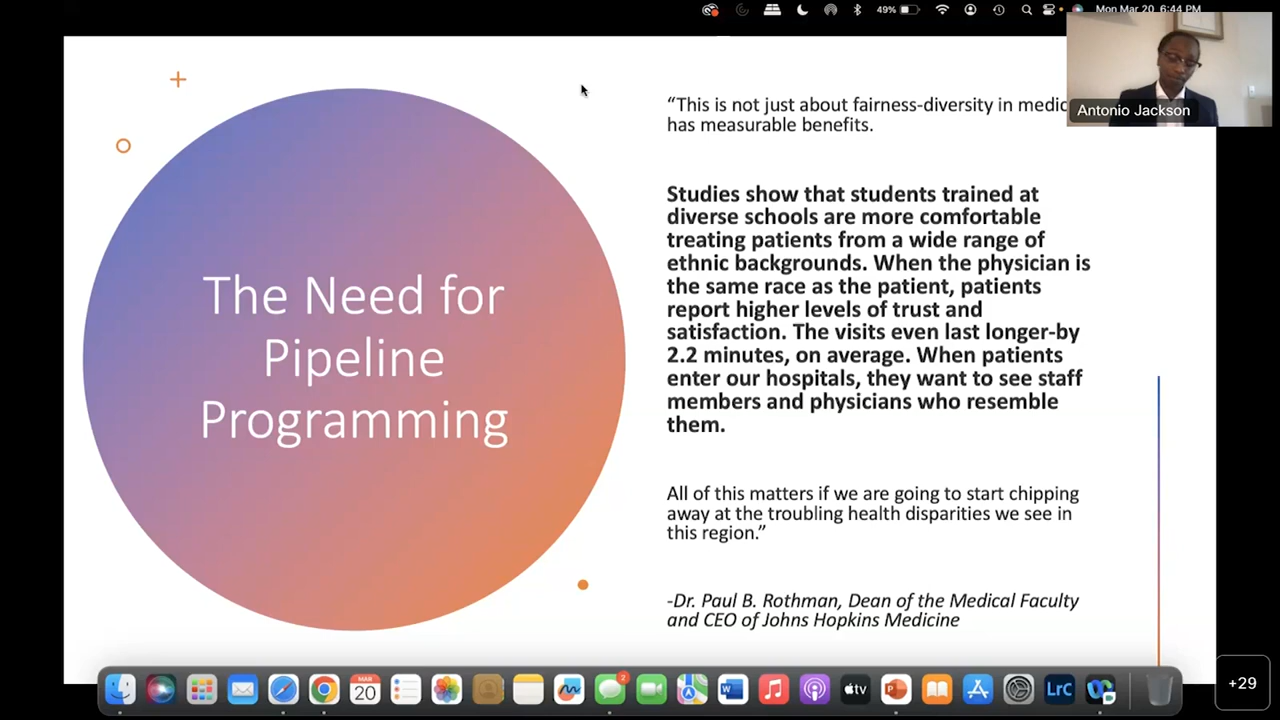 49%
Mon Mar 20 6:44 PM
Antonio Jackson
The Need for
Pipeline
Programming
“This is not just about fairness-diversity in
has measurable benefits.
Studies show that students trained at
diverse schools are more comfortable
treating patients from a wide range of
ethnic backgrounds. When the physician is
the same race as the patient, patients
report higher levels of trust and
satisfaction. The visits even last longer-by
2.2 minutes, on average. When patients
enter our hospitals, they want to see staff
members and physicians who resemble
them.
All of this matters if we are going to start chipping
away at the troubling health disparities we see in
this region.”
-Dr. Paul B. Rothman, Dean of the Medical Faculty
and CEO of Johns Hopkins Medicine
MAR
20
2
tv
W
P
LrC
+29